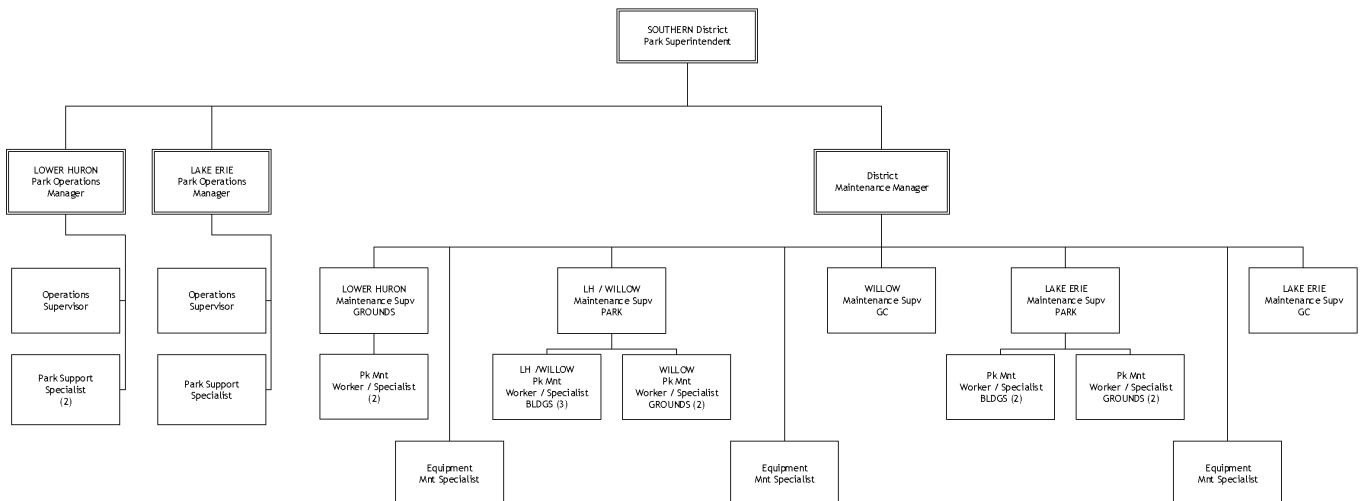 SOUTHERN District
Park Superintendent
LOWER HURON
Park Operations
Manager
LAKE ERIE
Park Operations
Manager
District
Maintenance Manager
Operations
Supervisor
Operations
Supervisor
LOWER HURON
Maintenance Supv
GROUNDS
LH / WILLOW
Maintenance Supv
PARK
WILLOW
Maintenance Supv
GC
LAKE ERIE
Maintenance Supv
PARK
LAKE ERIE
Maintenance Supv
GC
Park Support
Specialist
(2)
Park Support
Specialist
Pk Mnt
Worker / Specialist
(2)
LH /WILLOW
Pk Mnt
Worker / Specialist
BLDGS (3)
WILLOW
Pk Mnt
Worker / Specialist
GROUNDS (2)
Pk Mnt
Worker / Specialist
BLDGS (2)
Pk Mnt
Worker / Specialist
GROUNDS (2)
Equipment
Mnt Specialist
Equipment
Mnt Specialist
Equipment
Mnt Specialist